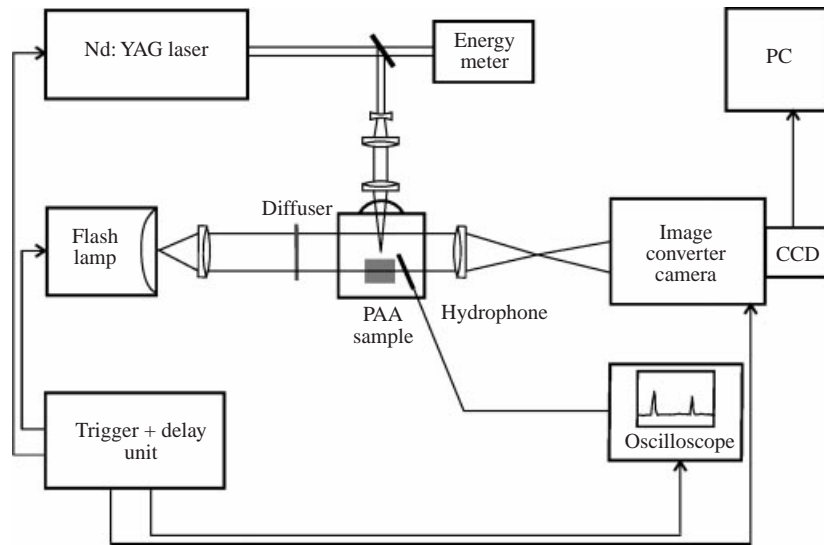 Nd: YAG laser
Energy
meter
PC
Diffuser
Flash
lamp
Image
converter
camera
CCD
PAA
sample
Hydrophone
Trigger + delay
unit
Oscilloscope